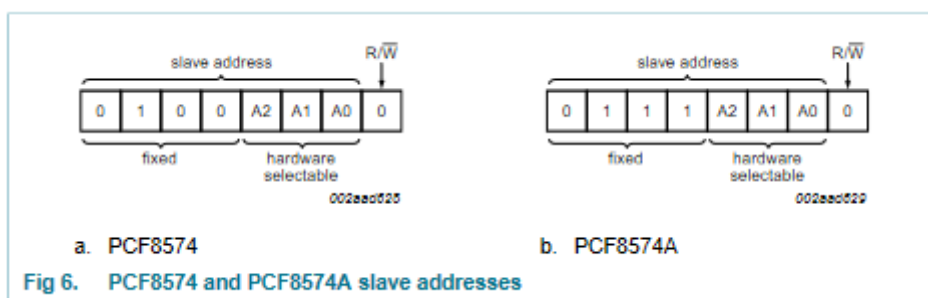 slave address
R/W̅
0 1 0 0 A2 A1 A0 0
fixed
hardware
selectable
002aad628
a. PCF8574
slave address
R/W̅
0 1 1 1 A2 A1 A0 0
fixed
hardware
selectable
002aad629
b. PCF8574A
Fig 6. PCF8574 and PCF8574A slave addresses